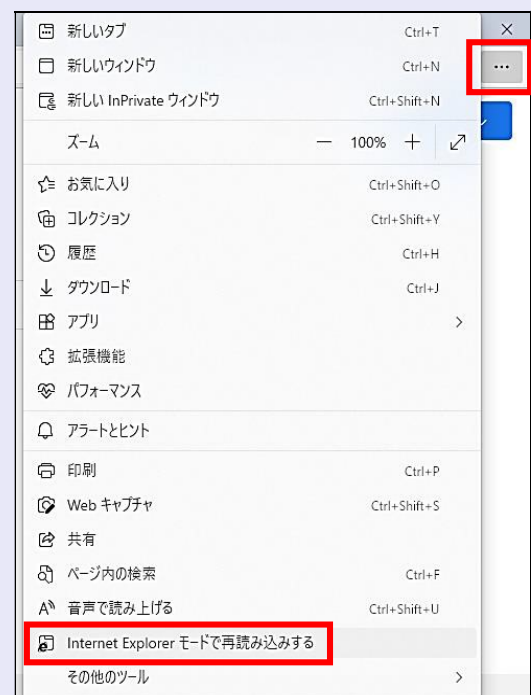 新しいタブ Ctrl+T
新しいウィンドウ Ctrl+N
新しい InPrivate ウィンドウ Ctrl+Shift+N
ズーム 100%
お気に入り Ctrl+Shift+O
コレクション Ctrl+Shift+Y
履歴 Ctrl+H
ダウンロード Ctrl+J
アプリ
拡張機能
パフォーマンス
アラートとヒント
印刷 Ctrl+P
Web キャプチャ Ctrl+Shift+S
共有
ページ内の検索 Ctrl+F
音声で読み上げる Ctrl+Shift+U
Internet Explorer モードで再読み込みする
その他のツール